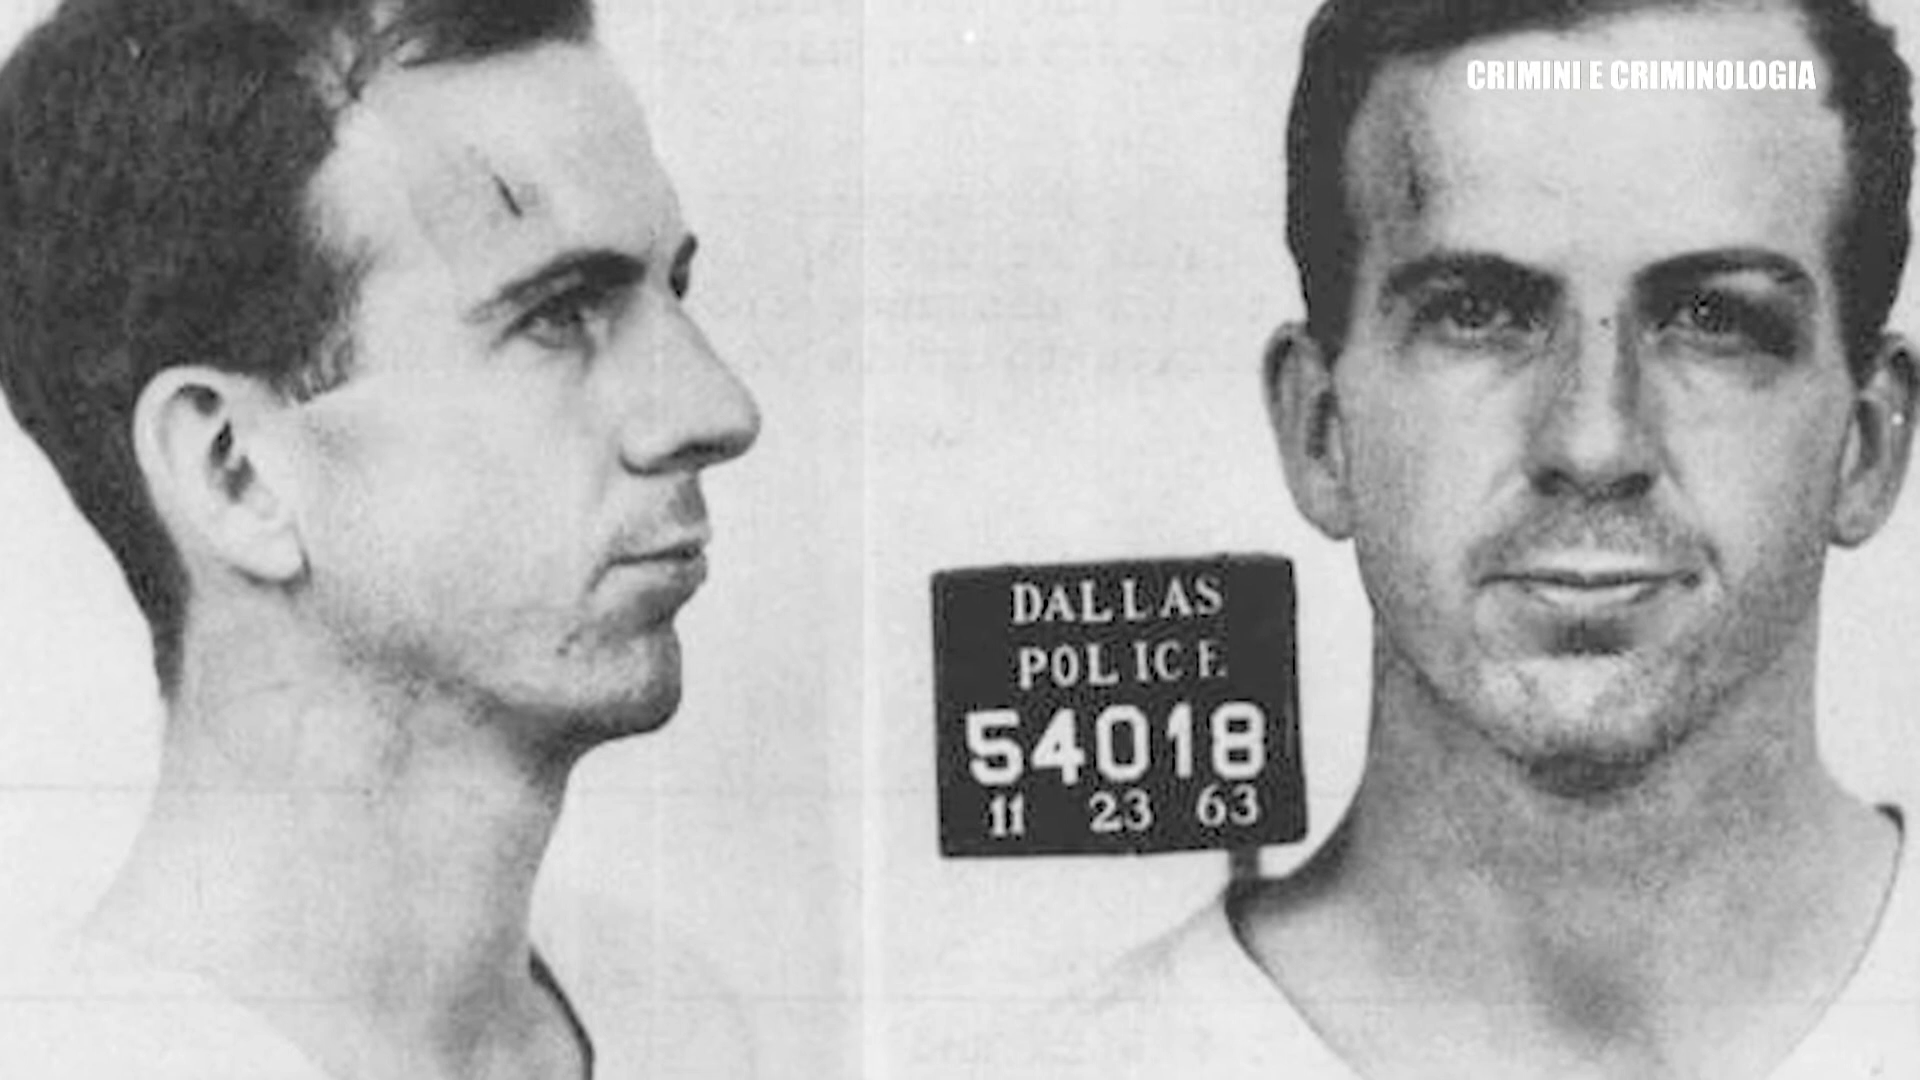 CRIMINI E CRIMINOLOGIA
DALLAS
POLICE
54018
11 23 63